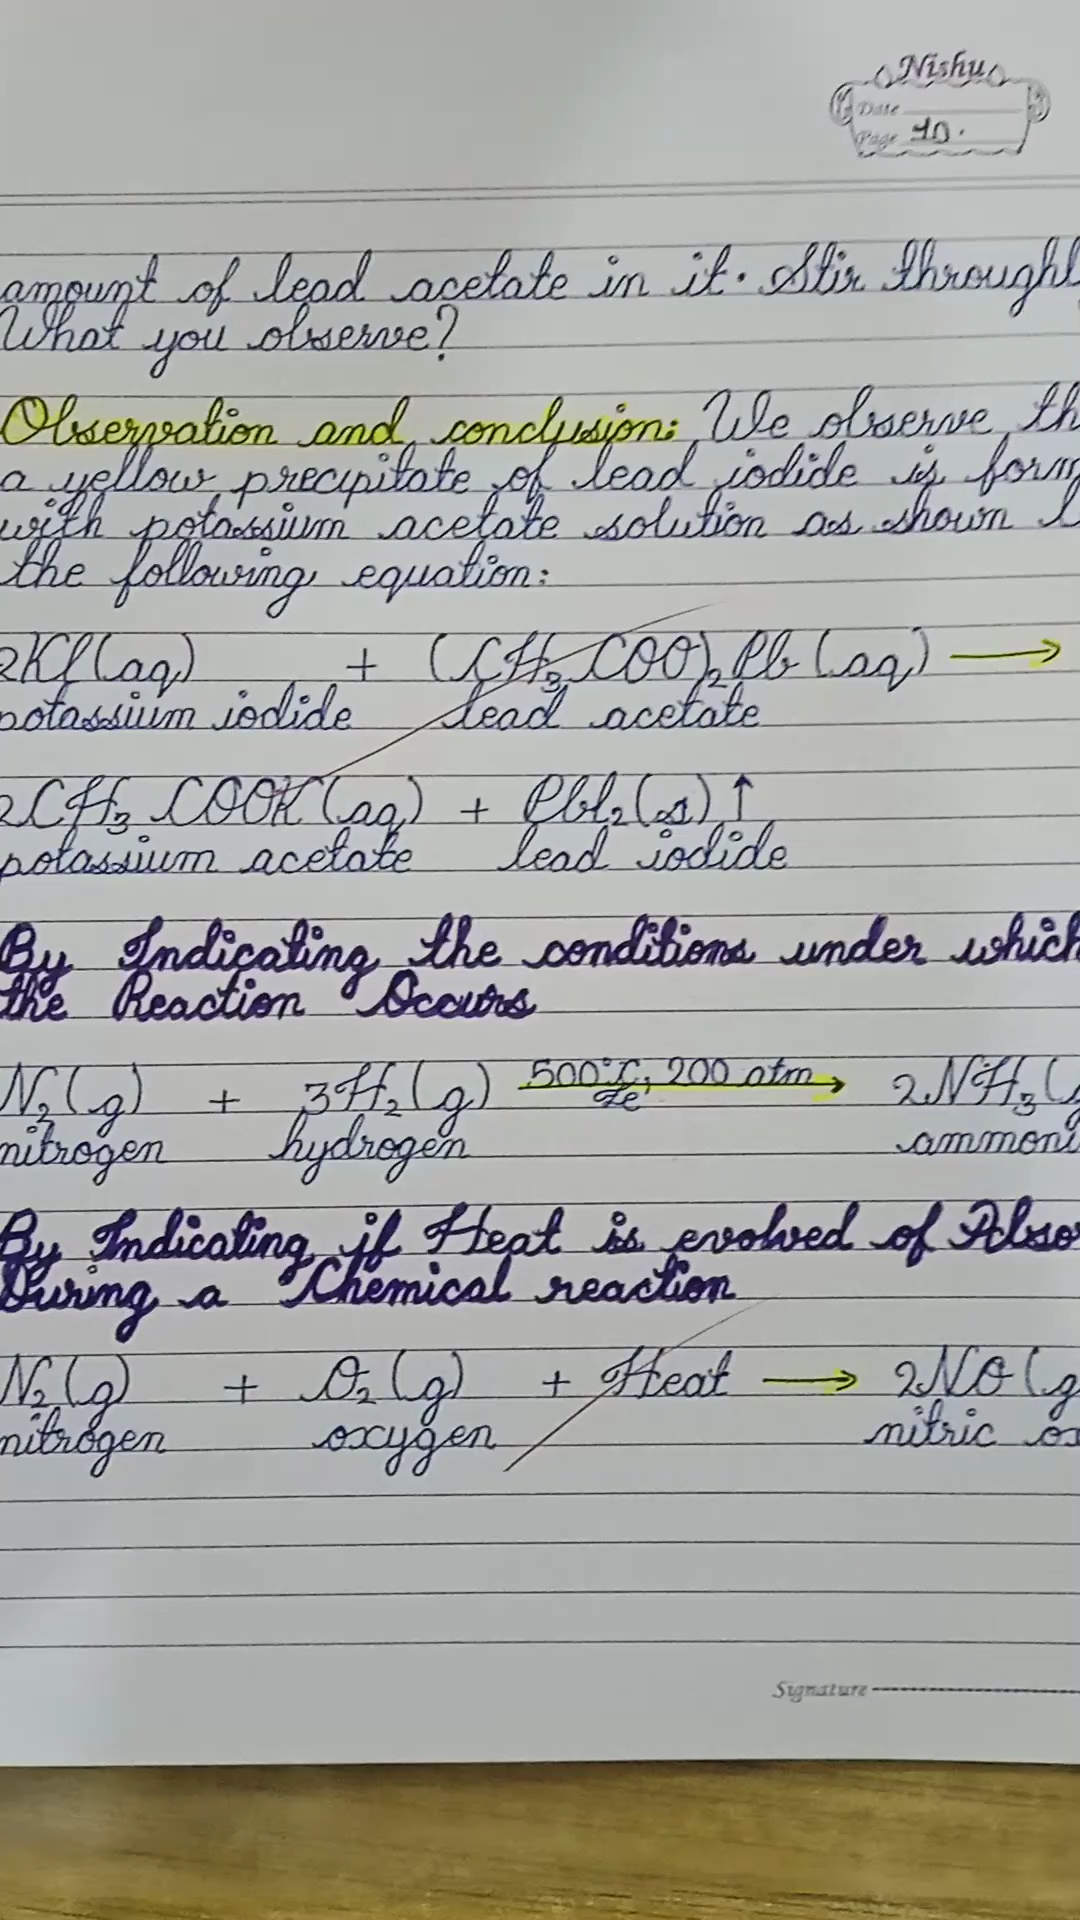 Nishu
Date
Page 10.
amount of lead acetate in it. Stir throughl
What you observe?
Observation and conclusion: We observe th
a yellow precipitate of lead iodide is form
with potassium acetate solution as shown
the following equation:
2KI(aq) + (CH₃COO)₂Pb(aq) ⟶
potassium iodide lead acetate
2CH₃COOK(aq) + PbI₂(s)↑
potassium acetate lead iodide
By Indicating the conditions under which
the Reaction Occurs
N₂(g) + 3H₂(g) 500°C, 200 atm ⟶ 2NH₃(g
Fe
nitrogen hydrogen ammoni
By Indicating if Heat is evolved of Abso
During a Chemical reaction
N₂(g) + O₂(g) + Heat ⟶ 2NO(g
nitrogen oxygen nitric ox
Signature